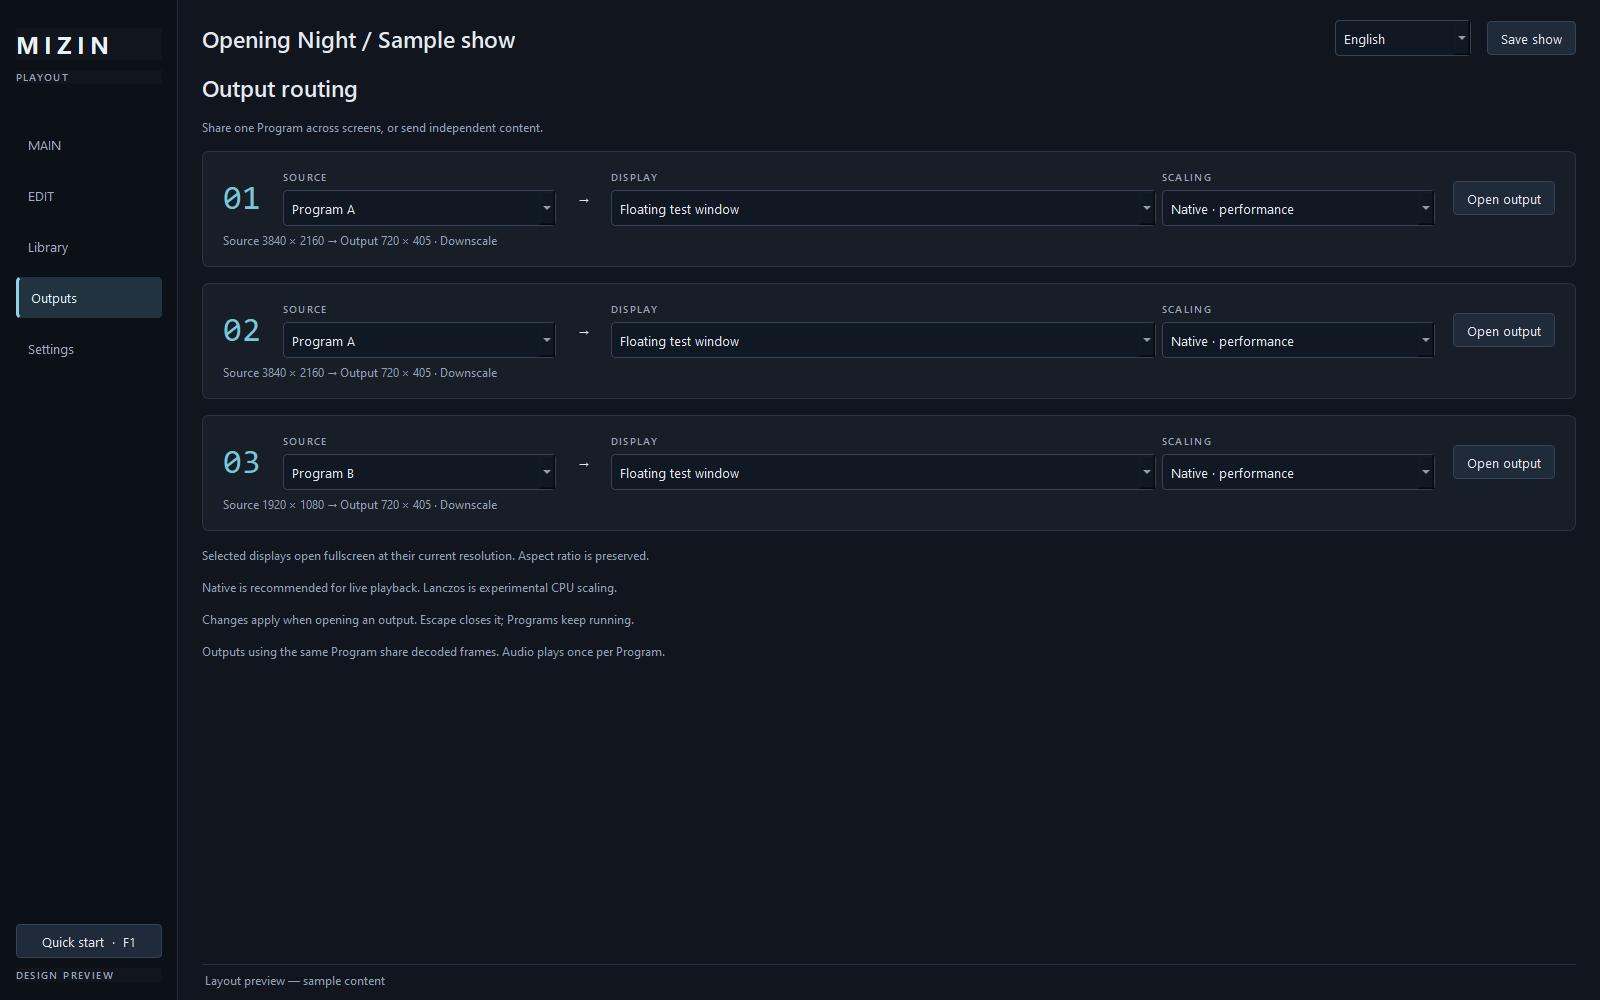 MIZIN
PLAYOUT
MAIN
EDIT
Library
Outputs
Settings
Quick start · F1
DESIGN PREVIEW
Opening Night / Sample show
English
Save show
Output routing
Share one Program across screens, or send independent content.
01
SOURCE
Program A
→
DISPLAY
Floating test window
SCALING
Native · performance
Open output
Source 3840 × 2160 → Output 720 × 405 · Downscale
02
SOURCE
Program A
→
DISPLAY
Floating test window
SCALING
Native · performance
Open output
Source 3840 × 2160 → Output 720 × 405 · Downscale
03
SOURCE
Program B
→
DISPLAY
Floating test window
SCALING
Native · performance
Open output
Source 1920 × 1080 → Output 720 × 405 · Downscale
Selected displays open fullscreen at their current resolution. Aspect ratio is preserved.
Native is recommended for live playback. Lanczos is experimental CPU scaling.
Changes apply when opening an output. Escape closes it; Programs keep running.
Outputs using the same Program share decoded frames. Audio plays once per Program.
Layout preview — sample content